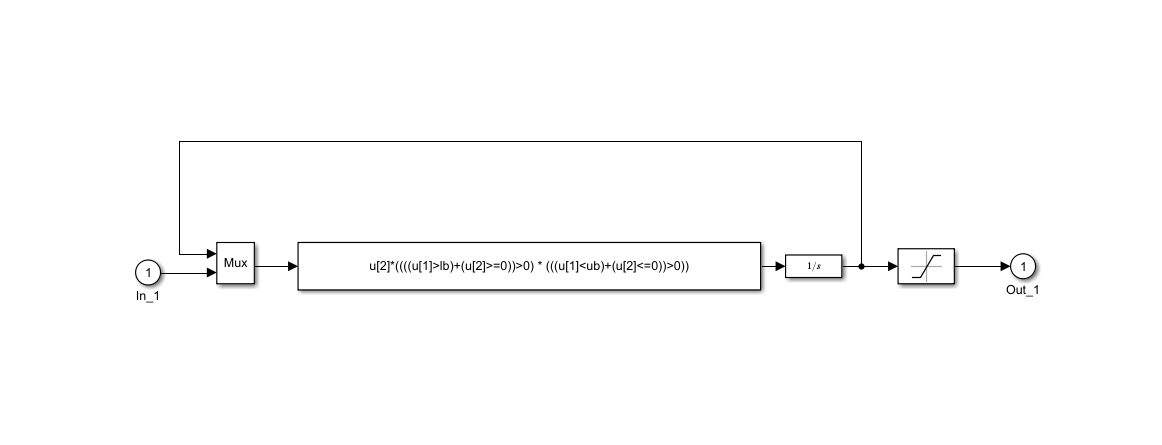 Mux
u[2]*((((u[1]>lb)+(u[2]>=0))>0) * (((u[1]<ub)+(u[2]<=0))>0))
1/s
1
In_1
1
Out_1